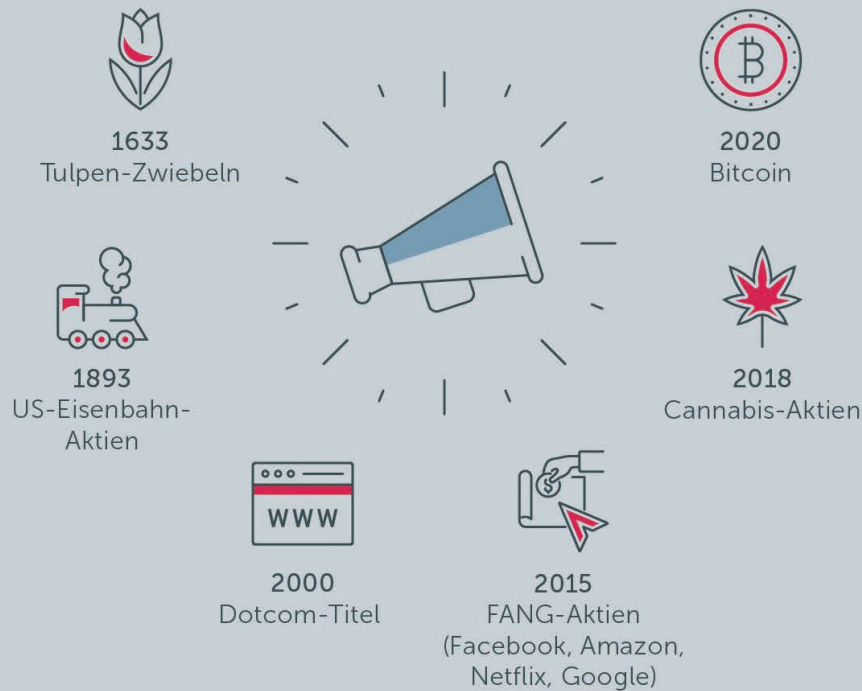 1633
Tulpen-Zwiebeln
1893
US-Eisenbahn-
Aktien
WWW
2000
Dotcom-Titel
$
2015
FANG-Aktien
(Facebook, Amazon,
Netflix, Google)
2018
Cannabis-Aktien
₿
2020
Bitcoin